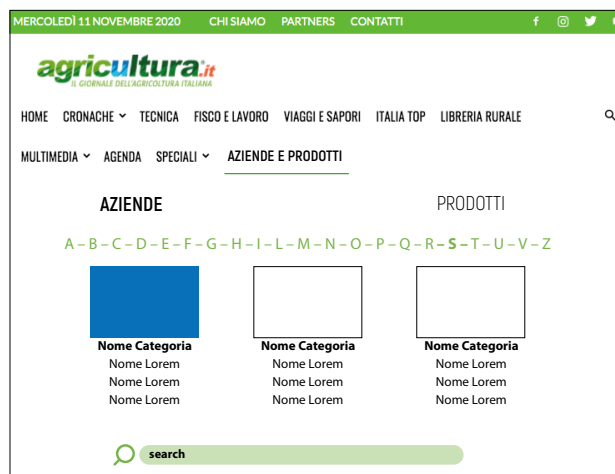 MERCOLEDÌ 11 NOVEMBRE 2020 CHI SIAMO PARTNERS CONTATTI
agricultura.it
IL GIORNALE DELL'AGRICOLTURA ITALIANA
HOME CRONACHE TECNICA FISCO E LAVORO VIAGGI E SAPORI ITALIA TOP LIBRERIA RURALE
MULTIMEDIA AGENDA SPECIALI AZIENDE E PRODOTTI
AZIENDE PRODOTTI
A – B – C – D – E – F – G – H – I – L – M – N – O – P – Q – R – S – T – U – V – Z
Nome Categoria Nome Categoria Nome Categoria
Nome Lorem Nome Lorem Nome Lorem
Nome Lorem Nome Lorem Nome Lorem
Nome Lorem Nome Lorem Nome Lorem
search